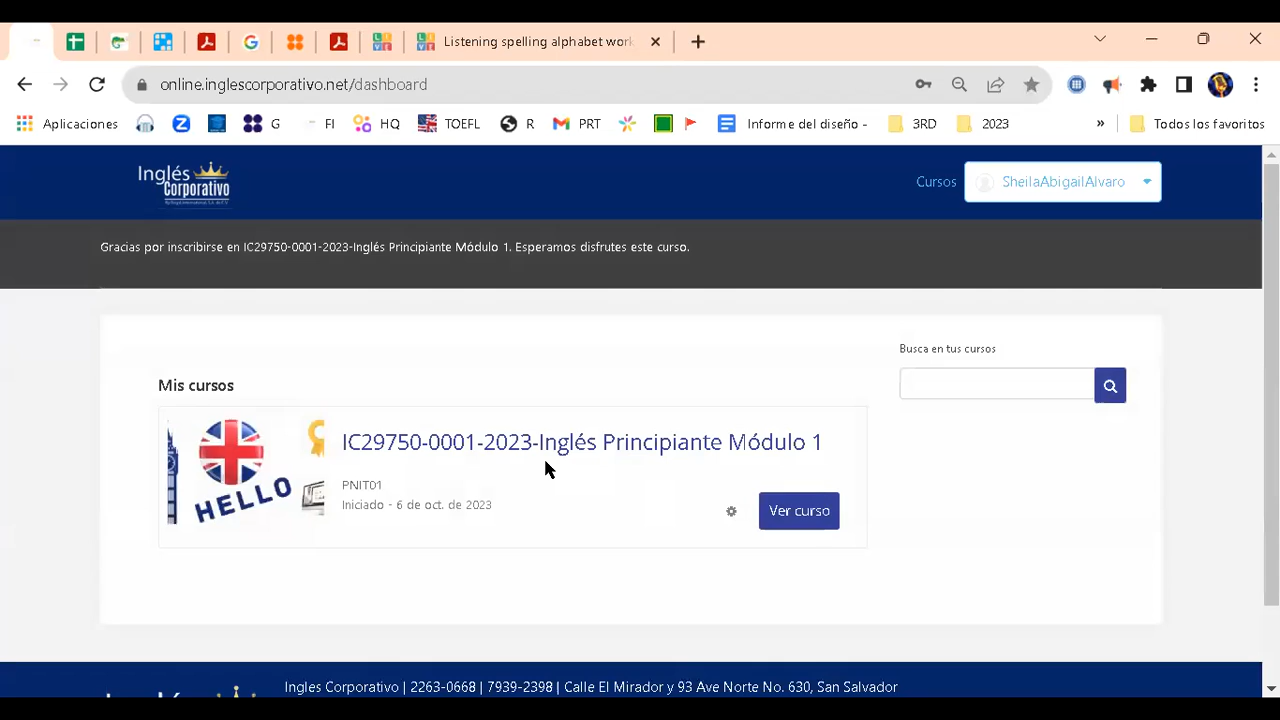 Listening spelling alphabet work
online.inglescorporativo.net/dashboard
Aplicaciones G FI HQ TOEFL R PRT Informe del diseño - 3RD 2023 » Todos los favoritos
Inglés
Corporativo
Cursos SheilaAbigailAlvaro
Gracias por inscribirse en IC29750-0001-2023-Inglés Principiante Módulo 1. Esperamos disfrutes este curso.
Busca en tus cursos
Mis cursos
HELLO
IC29750-0001-2023-Inglés Principiante Módulo 1
PNIT01
Iniciado - 6 de oct. de 2023
Ver curso
Ingles Corporativo | 2263-0668 | 7939-2398 | Calle El Mirador y 93 Ave Norte No. 630, San Salvador